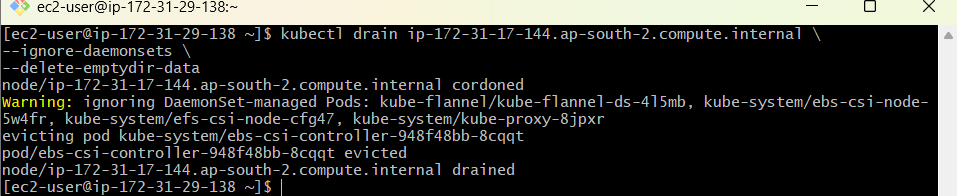 ec2-user@ip-172-31-29-138:~
[ec2-user@ip-172-31-29-138 ~]$ kubectl drain ip-172-31-17-144.ap-south-2.compute.internal \
--ignore-daemonsets \
--delete-emptydir-data
node/ip-172-31-17-144.ap-south-2.compute.internal cordoned
Warning: ignoring DaemonSet-managed Pods: kube-flannel/kube-flannel-ds-4l5mb, kube-system/ebs-csi-node-
5w4fr, kube-system/efs-csi-node-cfg47, kube-system/kube-proxy-8jpxr
evicting pod kube-system/ebs-csi-controller-948f48bb-8cqqt
pod/ebs-csi-controller-948f48bb-8cqqt evicted
node/ip-172-31-17-144.ap-south-2.compute.internal drained
[ec2-user@ip-172-31-29-138 ~]$